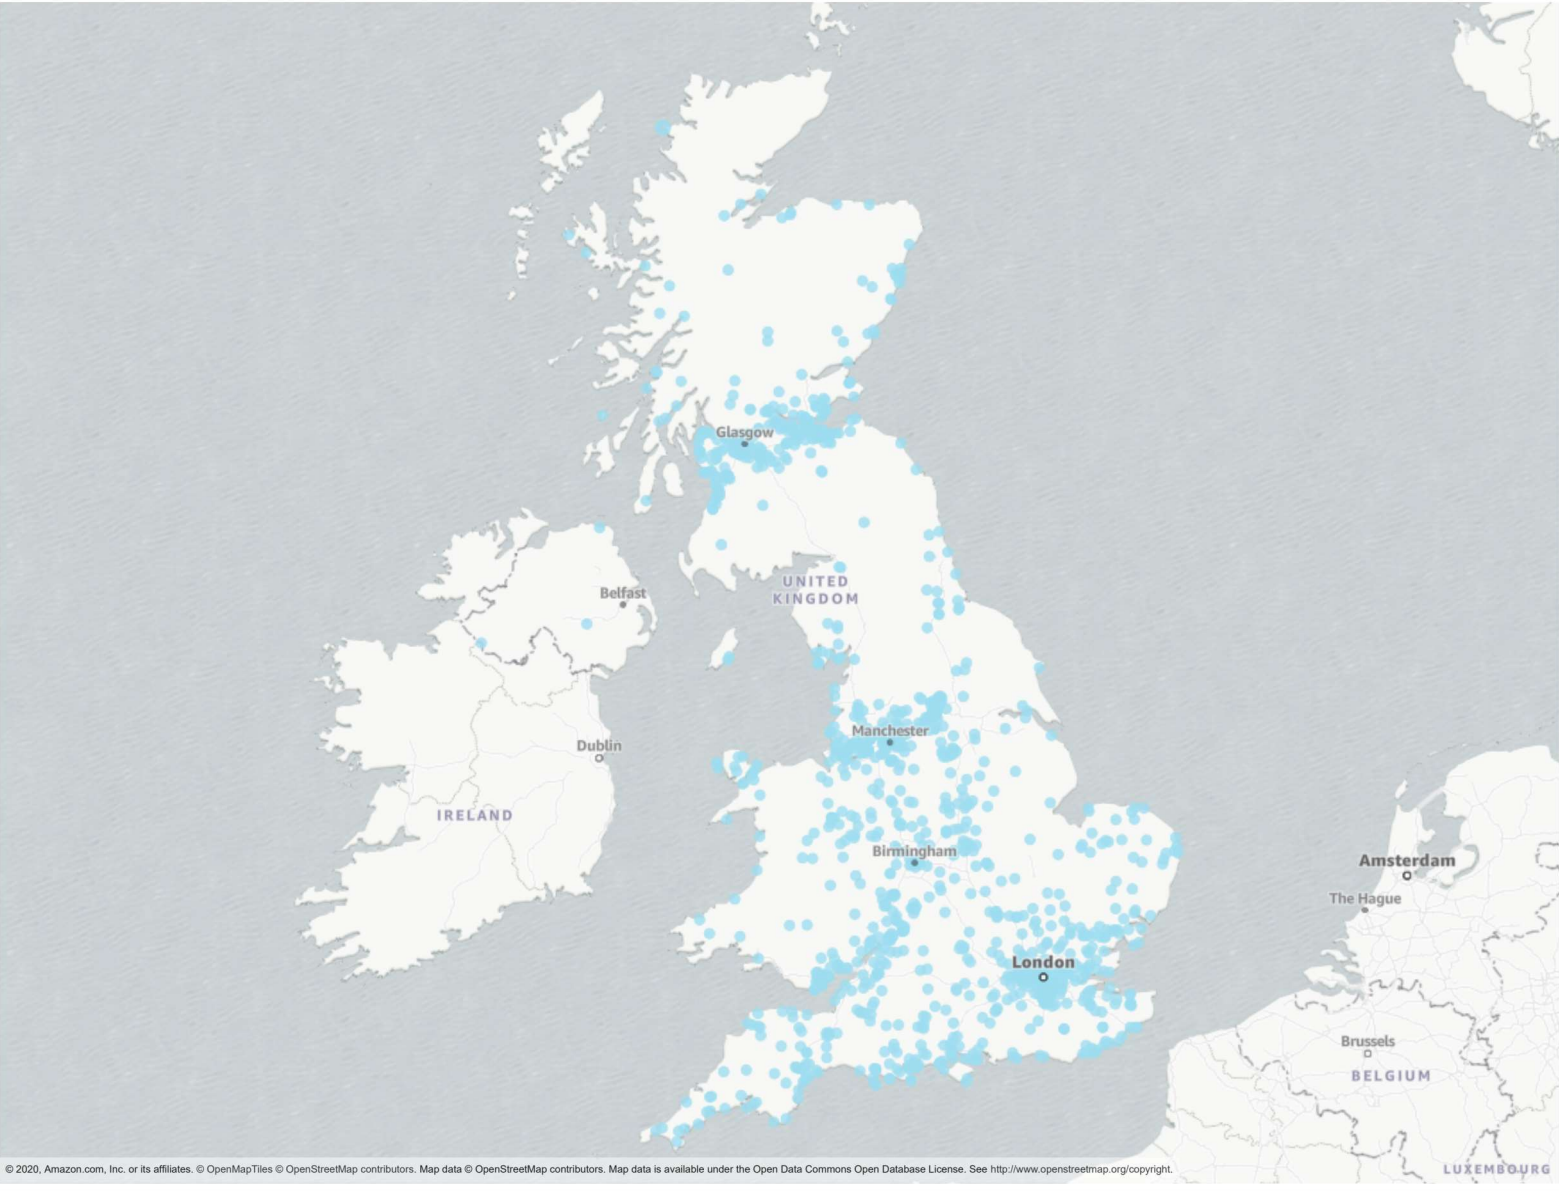 Glasgow
UNITED
KINGDOM
Belfast
Manchester
Dublin
IRELAND
Birmingham
Amsterdam
The Hague
London
Brussels
BELGIUM
LUXEMBOURG
© 2020, Amazon.com, Inc. or its affiliates. © OpenMapTiles © OpenStreetMap contributors. Map data © OpenStreetMap contributors. Map data is available under the Open Data Commons Open Database License. See http://www.openstreetmap.org/copyright.